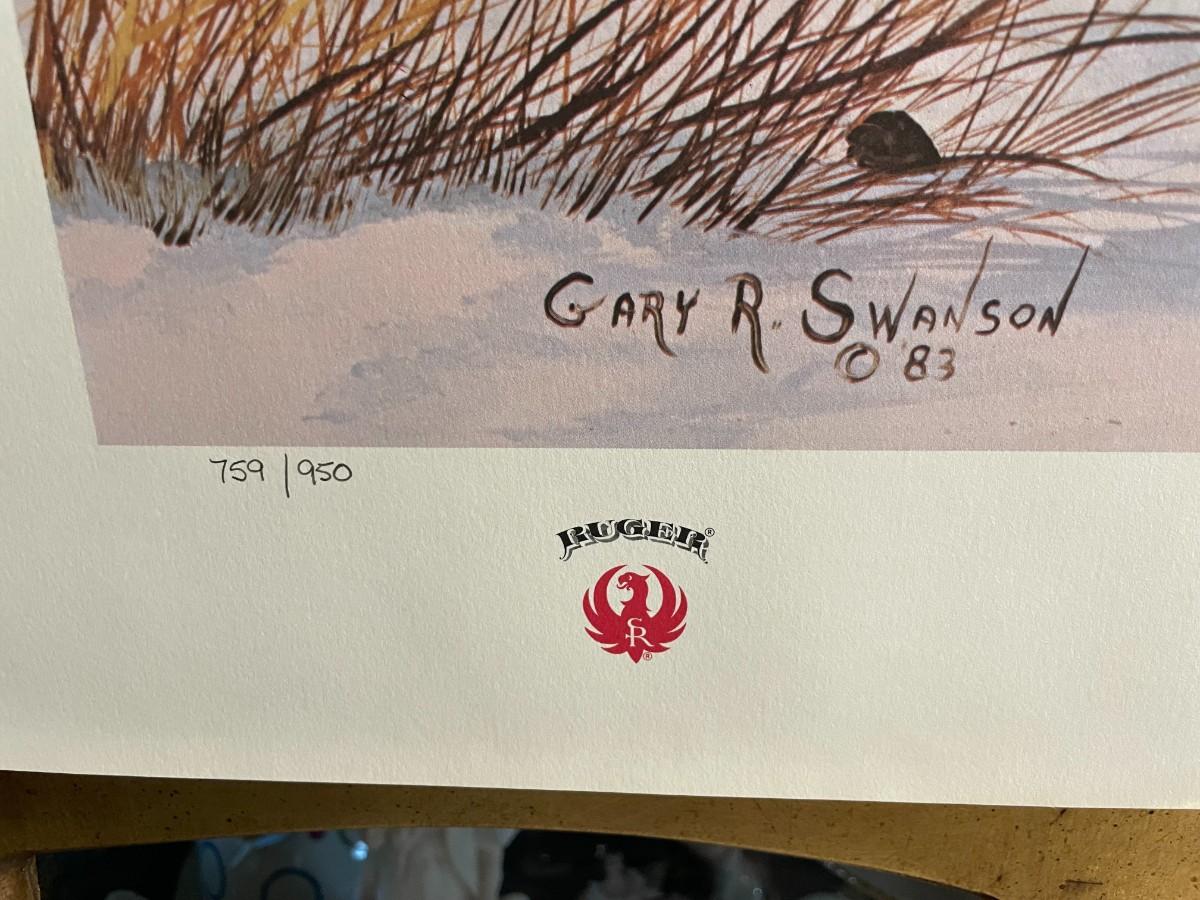 GARY R. SWANSON
© '83
759 / 950
RUGER®
SR
®